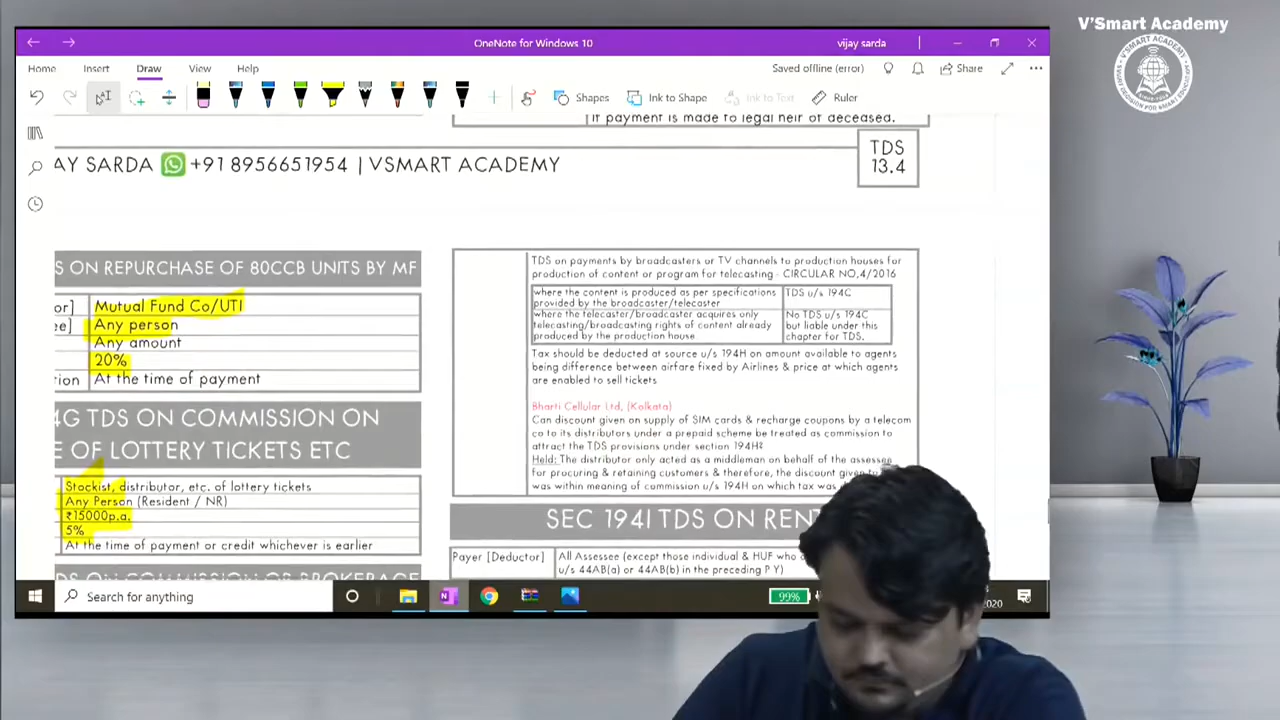 V'Smart Academy
OneNote for Windows 10
vijay sarda
Home Insert Draw View Help
Saved offline (error)
Share
Shapes
Ink to Shape
Ink to Text
Ruler
if payment is made to legal heir of deceased.
AY SARDA +91 8956651954 | VSMART ACADEMY
TDS
13.4
S ON REPURCHASE OF 80CCB UNITS BY MF
or] Mutual Fund Co/UTI
ee] Any person
Any amount
20%
tion At the time of payment
4G TDS ON COMMISSION ON
E OF LOTTERY TICKETS ETC
Stockist, distributor, etc. of lottery tickets
Any Person (Resident / NR)
₹15000p.a.
5%
At the time of payment or credit whichever is earlier
DS ON COMMISSION OR BROKERAGE
TDS on payments by broadcasters or TV channels to production houses for
production of content or program for telecasting - CIRCULAR NO.4/2016
where the content is produced as per specifications
provided by the broadcaster/telecaster
TDS u/s 194C
where the telecaster/broadcaster acquires only
telecasting/broadcasting rights of content already
produced by the production house
No TDS u/s 194C
but liable under this
chapter for TDS.
Tax should be deducted at source u/s 194H on amount available to agents
being difference between airfare fixed by Airlines & price at which agents
are enabled to sell tickets
Bharti Cellular Ltd, (Kolkata)
Can discount given on supply of SIM cards & recharge coupons by a telecom
co to its distributors under a prepaid scheme be treated as commission to
attract the TDS provisions under section 194H?
Held: The distributor only acted as a middleman on behalf of the assessee
for procuring & retaining customers & therefore, the discount given
was within meaning of commission u/s 194H on which tax was
SEC 194I TDS ON REN
Payer [Deductor] All Assessee (except those individual & HUF who
u/s 44AB(a) or 44AB(b) in the preceding P Y)
Search for anything
99%
2020